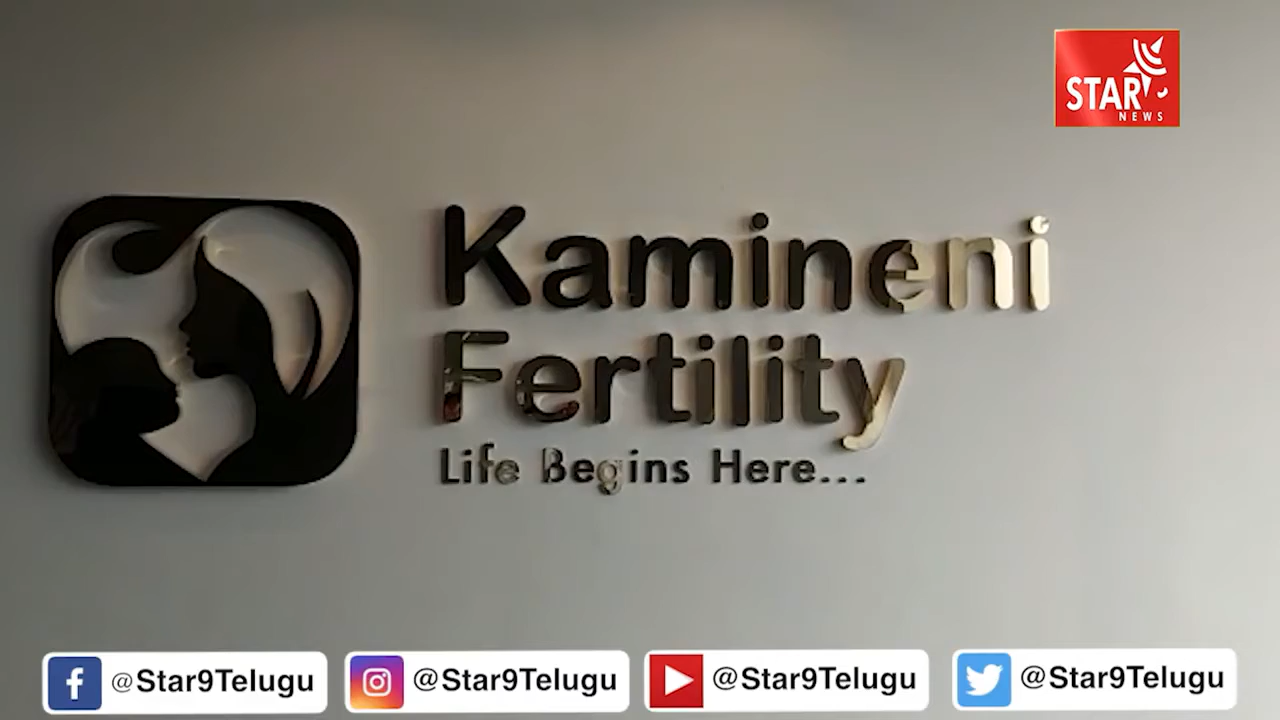 STAR
NEWS
Kamineni
Fertility
Life Begins Here...
@Star9Telugu
@Star9Telugu
@Star9Telugu
@Star9Telugu